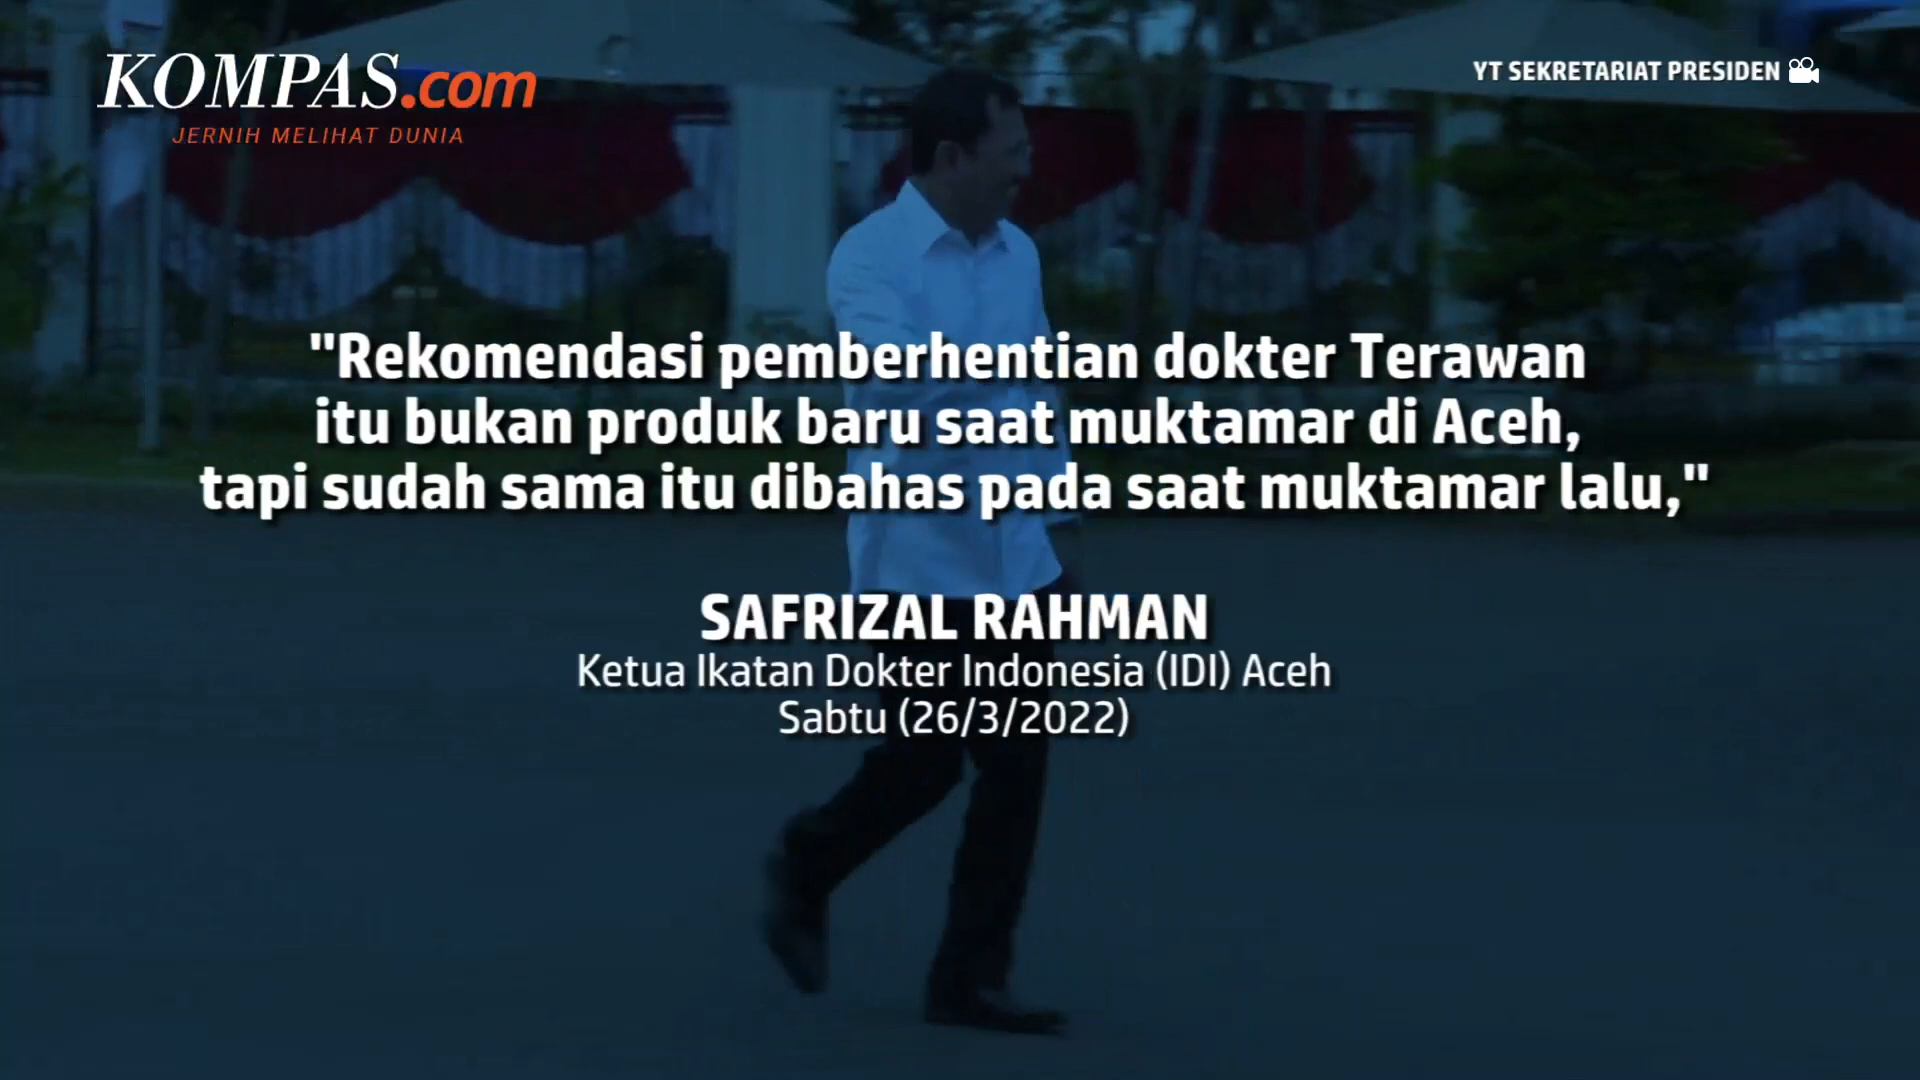 KOMPAS.com
JERNIH MELIHAT DUNIA
YT SEKRETARIAT PRESIDEN
"Rekomendasi pemberhentian dokter Terawan
itu bukan produk baru saat muktamar di Aceh,
tapi sudah sama itu dibahas pada saat muktamar lalu,"
SAFRIZAL RAHMAN
Ketua Ikatan Dokter Indonesia (IDI) Aceh
Sabtu (26/3/2022)